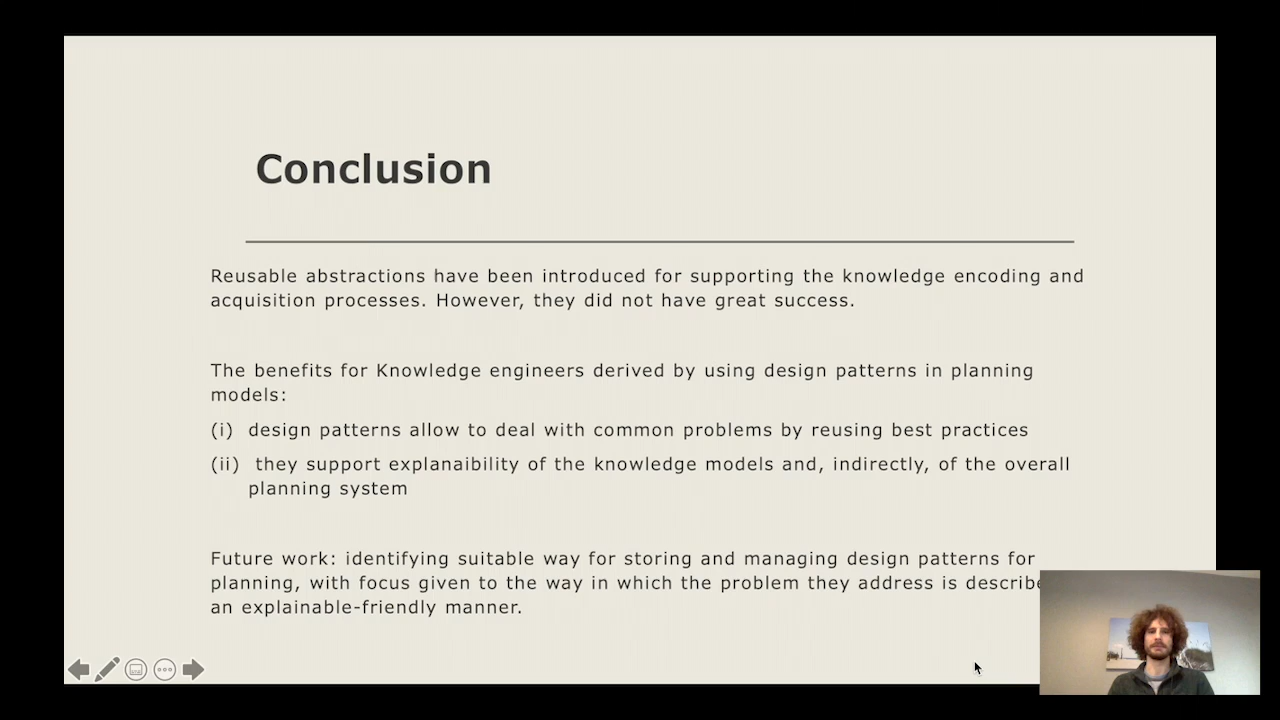 Conclusion
Reusable abstractions have been introduced for supporting the knowledge encoding and
acquisition processes. However, they did not have great success.
The benefits for Knowledge engineers derived by using design patterns in planning
models:
(i) design patterns allow to deal with common problems by reusing best practices
(ii) they support explanaibility of the knowledge models and, indirectly, of the overall
planning system
Future work: identifying suitable way for storing and managing design patterns for
planning, with focus given to the way in which the problem they address is describe
an explainable-friendly manner.